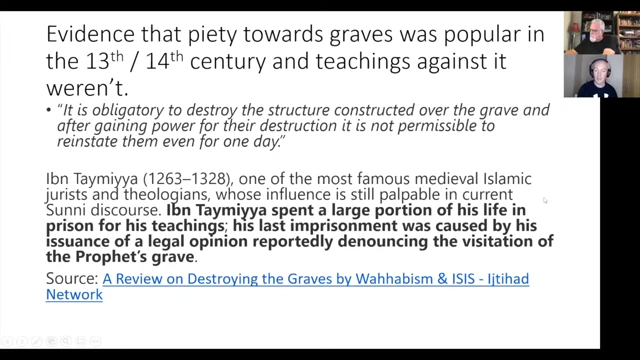 Evidence that piety towards graves was popular in
the 13th / 14th century and teachings against it
weren't.
• "It is obligatory to destroy the structure constructed over the grave and
after gaining power for their destruction it is not permissible to
reinstate them even for one day."
Ibn Taymiyya (1263–1328), one of the most famous medieval Islamic
jurists and theologians, whose influence is still palpable in current
Sunni discourse. Ibn Taymiyya spent a large portion of his life in
prison for his teachings; his last imprisonment was caused by his
issuance of a legal opinion reportedly denouncing the visitation of
the Prophet's grave.
Source: A Review on Destroying the Graves by Wahhabism & ISIS - Ijtihad
Network